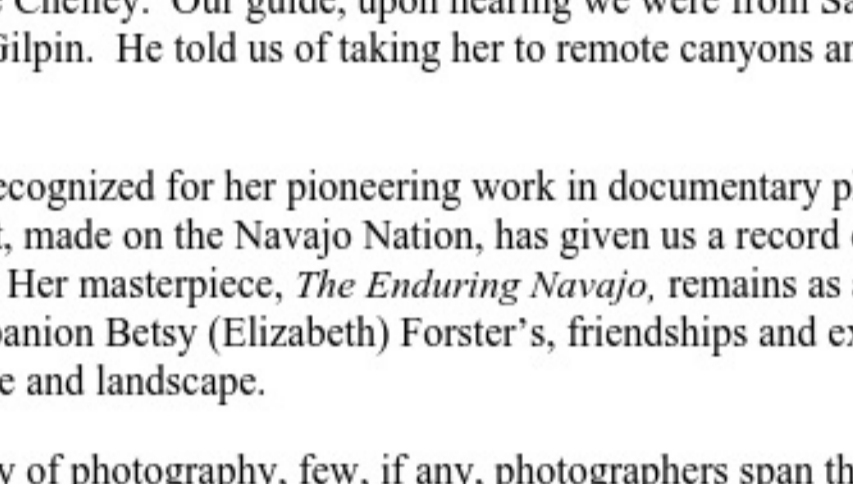 Chelley. Our guide, upon hearing we were from Sa
Gilpin. He told us of taking her to remote canyons an
ecognized for her pioneering work in documentary p
, made on the Navajo Nation, has given us a record
Her masterpiece, The Enduring Navajo, remains as
panion Betsy (Elizabeth) Forster’s, friendships and ex
e and landscape.
y of photography, few, if any, photographers span th